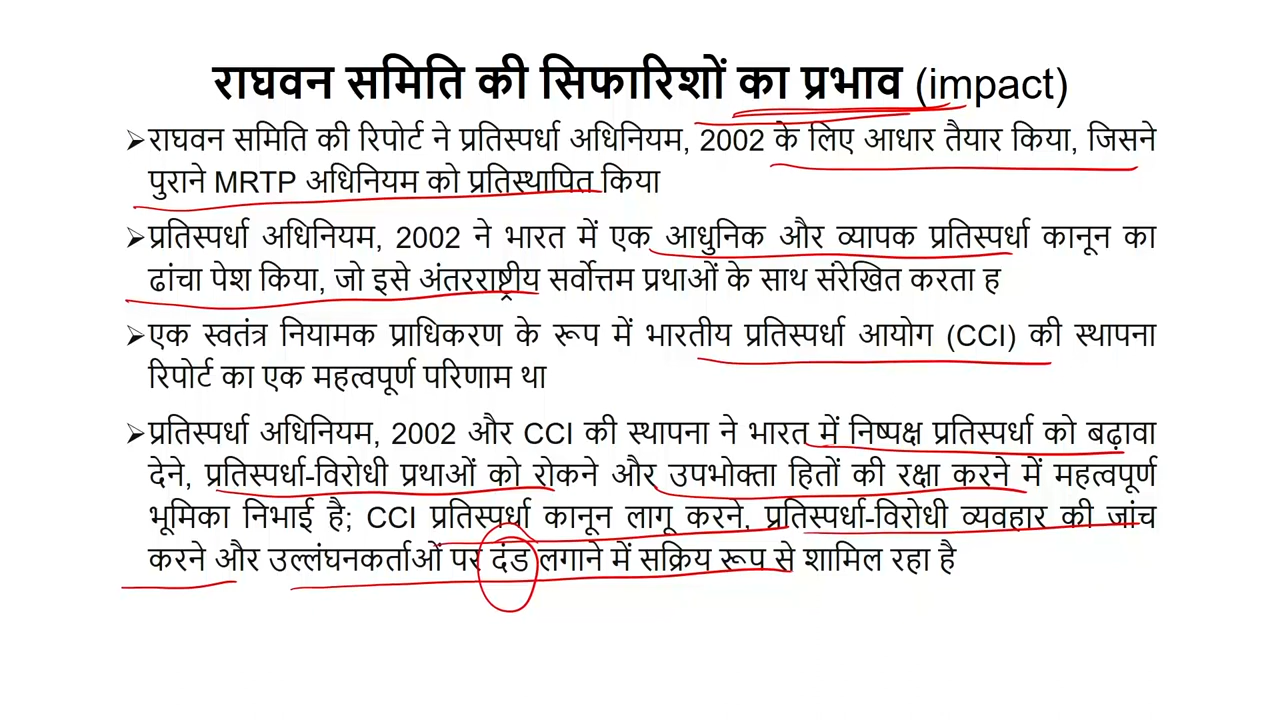 राघवन समिति की सिफारिशों का प्रभाव (impact)
➢राघवन समिति की रिपोर्ट ने प्रतिस्पर्धा अधिनियम, 2002 के लिए आधार तैयार किया, जिसने
पुराने MRTP अधिनियम को प्रतिस्थापित किया
➢प्रतिस्पर्धा अधिनियम, 2002 ने भारत में एक आधुनिक और व्यापक प्रतिस्पर्धा कानून का
ढांचा पेश किया, जो इसे अंतरराष्ट्रीय सर्वोत्तम प्रथाओं के साथ संरेखित करता ह
➢एक स्वतंत्र नियामक प्राधिकरण के रूप में भारतीय प्रतिस्पर्धा आयोग (CCI) की स्थापना
रिपोर्ट का एक महत्वपूर्ण परिणाम था
➢प्रतिस्पर्धा अधिनियम, 2002 और CCI की स्थापना ने भारत में निष्पक्ष प्रतिस्पर्धा को बढ़ावा
देने, प्रतिस्पर्धा-विरोधी प्रथाओं को रोकने और उपभोक्ता हितों की रक्षा करने में महत्वपूर्ण
भूमिका निभाई है; CCI प्रतिस्पर्धा कानून लागू करने, प्रतिस्पर्धा-विरोधी व्यवहार की जांच
करने और उल्लंघनकर्ताओं पर दंड लगाने में सक्रिय रूप से शामिल रहा है